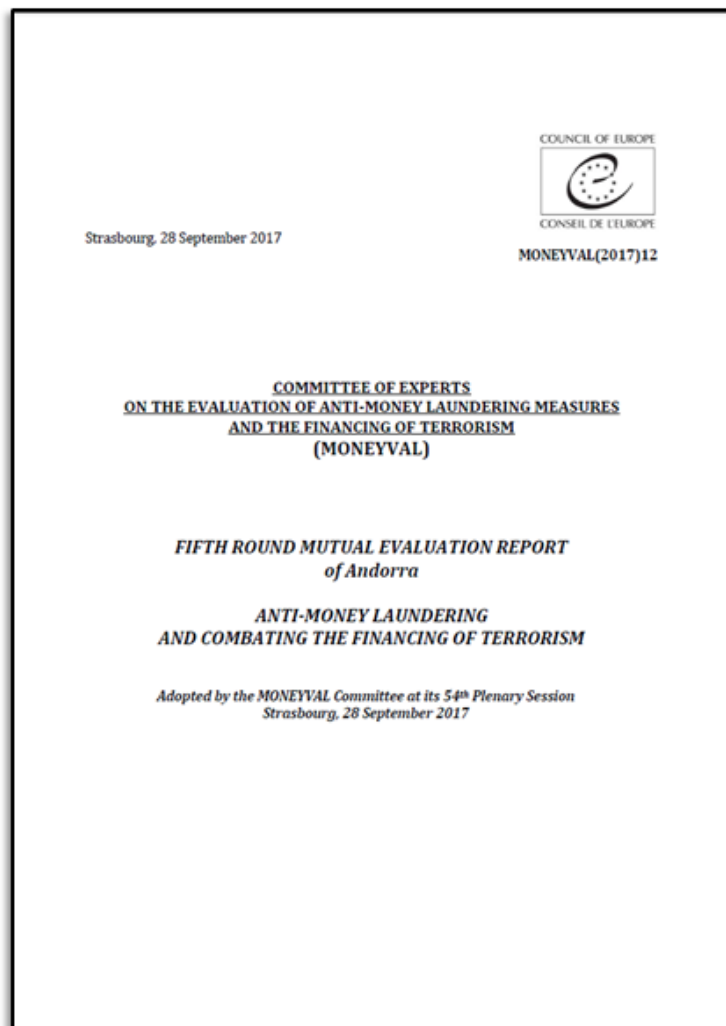 COUNCIL OF EUROPE
CONSEIL DE L'EUROPE
Strasbourg, 28 September 2017
MONEYVAL(2017)12
COMMITTEE OF EXPERTS
ON THE EVALUATION OF ANTI-MONEY LAUNDERING MEASURES
AND THE FINANCING OF TERRORISM
(MONEYVAL)
FIFTH ROUND MUTUAL EVALUATION REPORT
of Andorra
ANTI-MONEY LAUNDERING
AND COMBATING THE FINANCING OF TERRORISM
Adopted by the MONEYVAL Committee at its 54th Plenary Session
Strasbourg, 28 September 2017